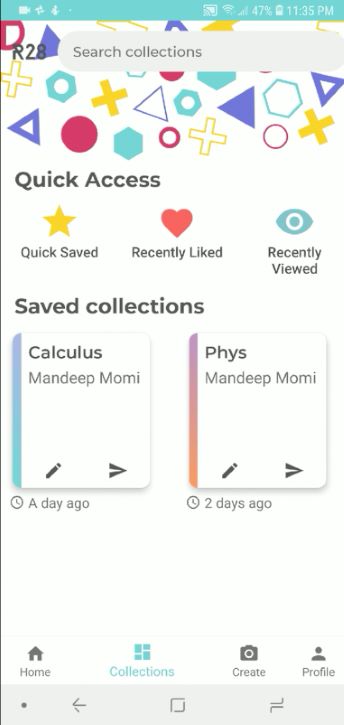 47% 11:35 PM
R28 Search collections
Quick Access
Quick Saved
Recently Liked
Recently
Viewed
Saved collections
Calculus
Mandeep Momi
Phys
Mandeep Momi
A day ago
2 days ago
Home
Collections
Create
Profile